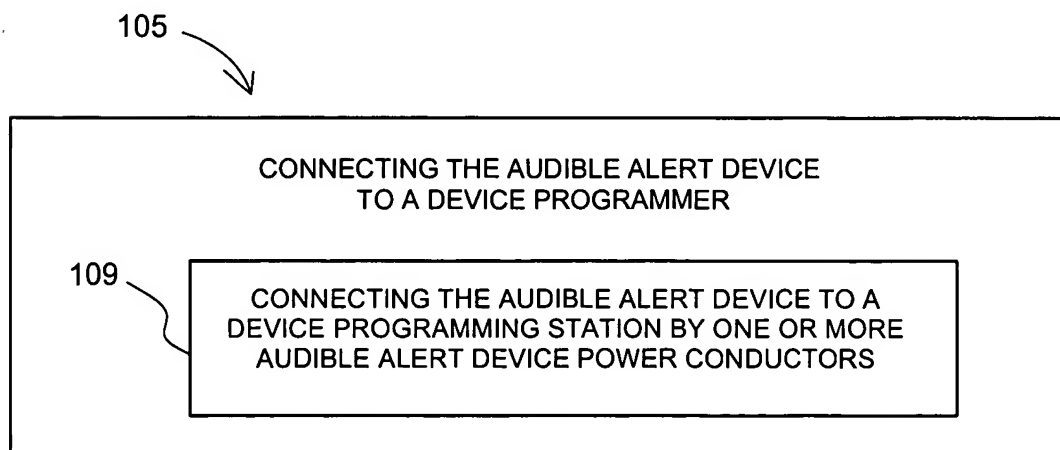 105
CONNECTING THE AUDIBLE ALERT DEVICE
TO A DEVICE PROGRAMMER
109
CONNECTING THE AUDIBLE ALERT DEVICE TO A
DEVICE PROGRAMMING STATION BY ONE OR MORE
AUDIBLE ALERT DEVICE POWER CONDUCTORS